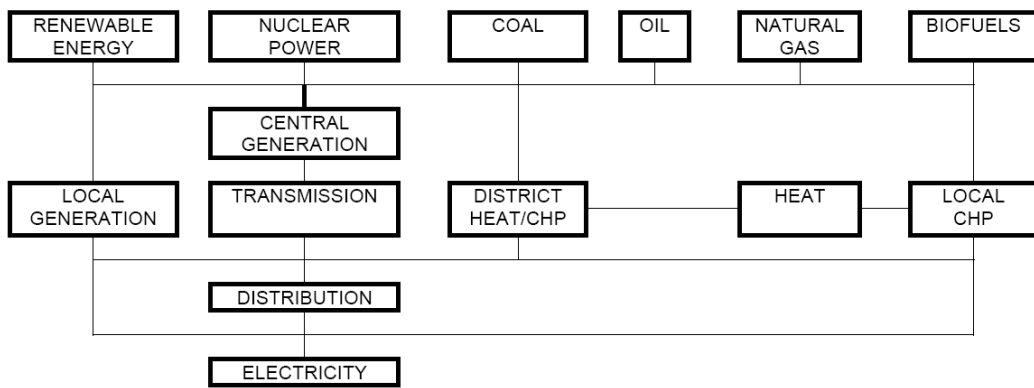 RENEWABLE
ENERGY
NUCLEAR
POWER
COAL
OIL
NATURAL
GAS
BIOFUELS
CENTRAL
GENERATION
LOCAL
GENERATION
TRANSMISSION
DISTRICT
HEAT/CHP
HEAT
LOCAL
CHP
DISTRIBUTION
ELECTRICITY